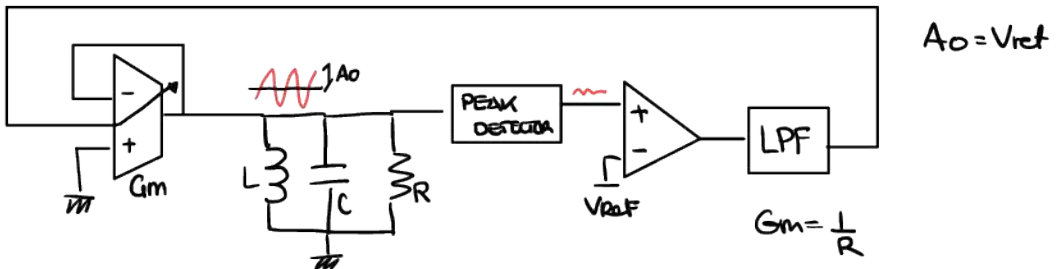 Ao = Vref
Ao
-
+
Gm
L
C
R
PEAK
DETECTOR
+
-
VREF
LPF
Gm = 1/R